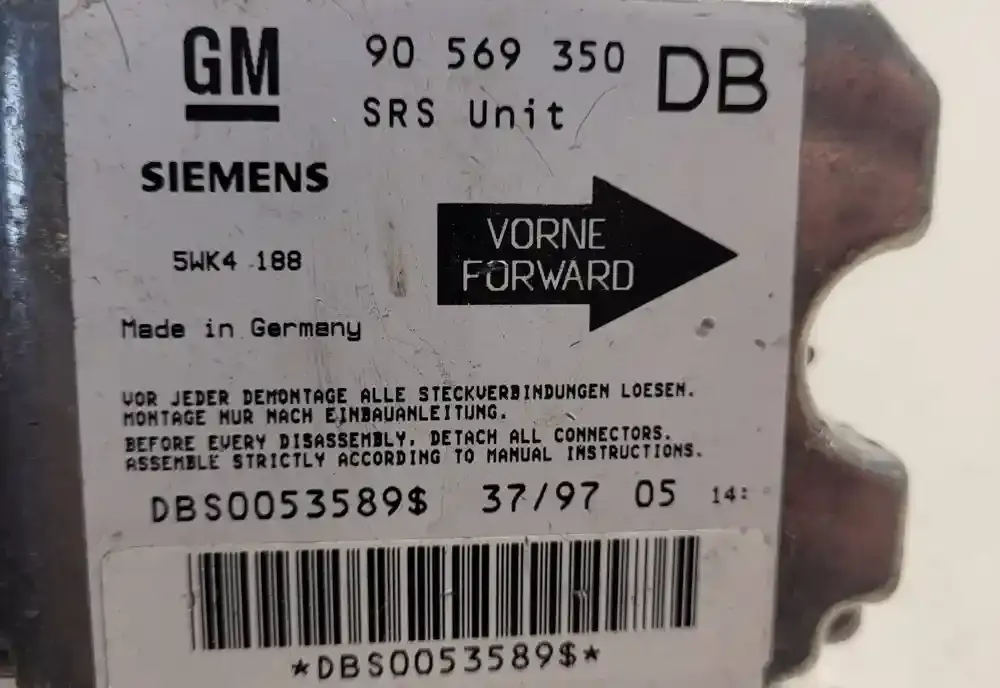 GM
90 569 350
DB
SRS Unit
SIEMENS
VORNE
FORWARD
5WK4 188
Made in Germany
VOR JEDER DEMONTAGE ALLE STECKVERBINDUNGEN LOESEN.
MONTAGE NUR NACH EINBAUANLEITUNG.
BEFORE EVERY DISASSEMBLY, DETACH ALL CONNECTORS.
ASSEMBLE STRICTLY ACCORDING TO MANUAL INSTRUCTIONS.
DBS0053589$ 37/97 05 14:
*DBS0053589$*